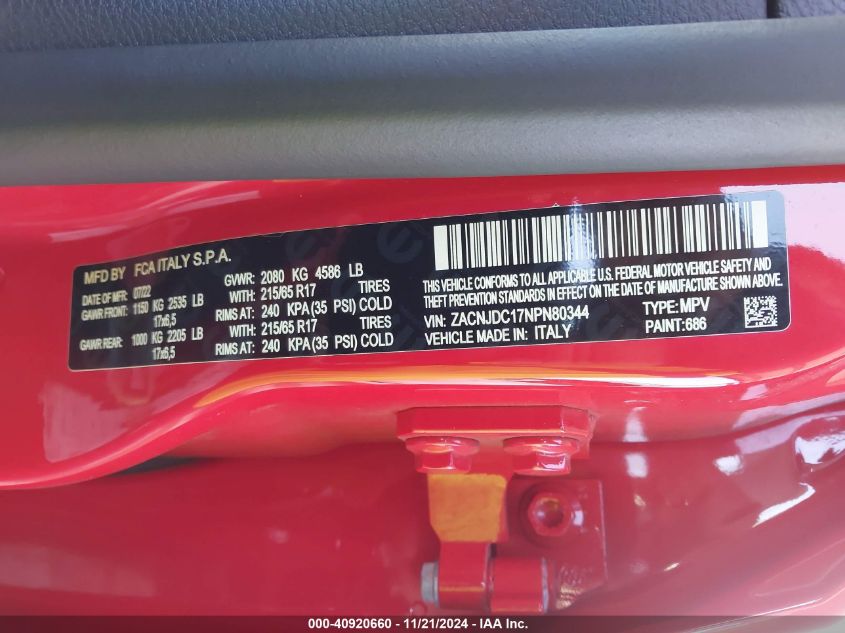 MFD BY FCA ITALY S.P.A.
DATE OF MFR: 07/22 GVWR: 2080 KG 4586 LB
GAWR FRONT: 1150 KG 2535 LB WITH: 215/65 R17 TIRES
17x6,5 RIMS AT: 240 KPA(35 PSI) COLD
GAWR REAR: 1000 KG 2205 LB WITH: 215/65 R17 TIRES
17x6,5 RIMS AT: 240 KPA(35 PSI) COLD
THIS VEHICLE CONFORMS TO ALL APPLICABLE U.S. FEDERAL MOTOR VEHICLE SAFETY AND
THEFT PREVENTION STANDARDS IN EFFECT ON THE DATE OF MANUFACTURE SHOWN ABOVE
VIN: ZACNJDC17NPN80344 TYPE: MPV
VEHICLE MADE IN: ITALY PAINT: 686
000-40920660 - 11/21/2024 - IAA, Inc.